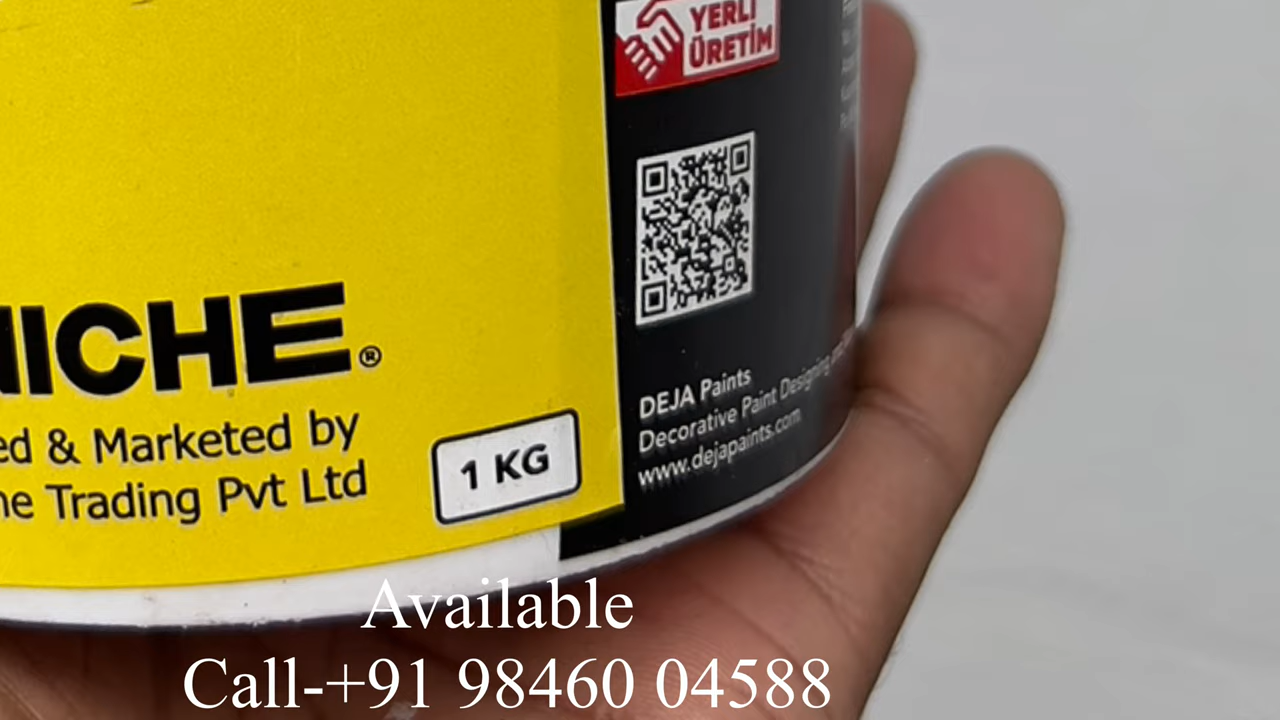 YERLİ
ÜRETİM
NICHE®
ed & Marketed by
ne Trading Pvt Ltd
1 KG
DEJA Paints
Decorative Paint Designing
www.dejapaints.com
Available
Call-+91 98460 04588